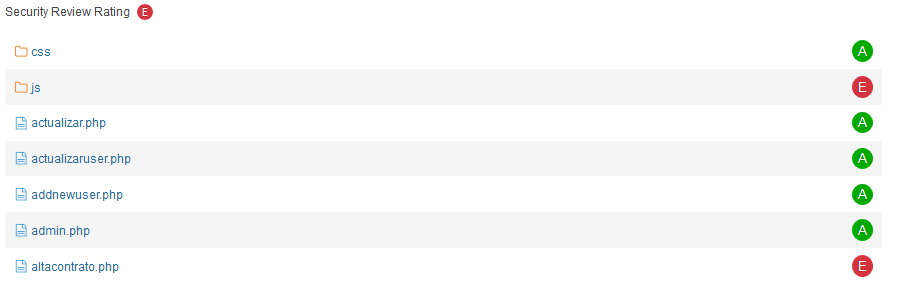 Security Review Rating E
css A
js E
actualizar.php A
actualizaruser.php A
addnewuser.php A
admin.php A
altacontrato.php E